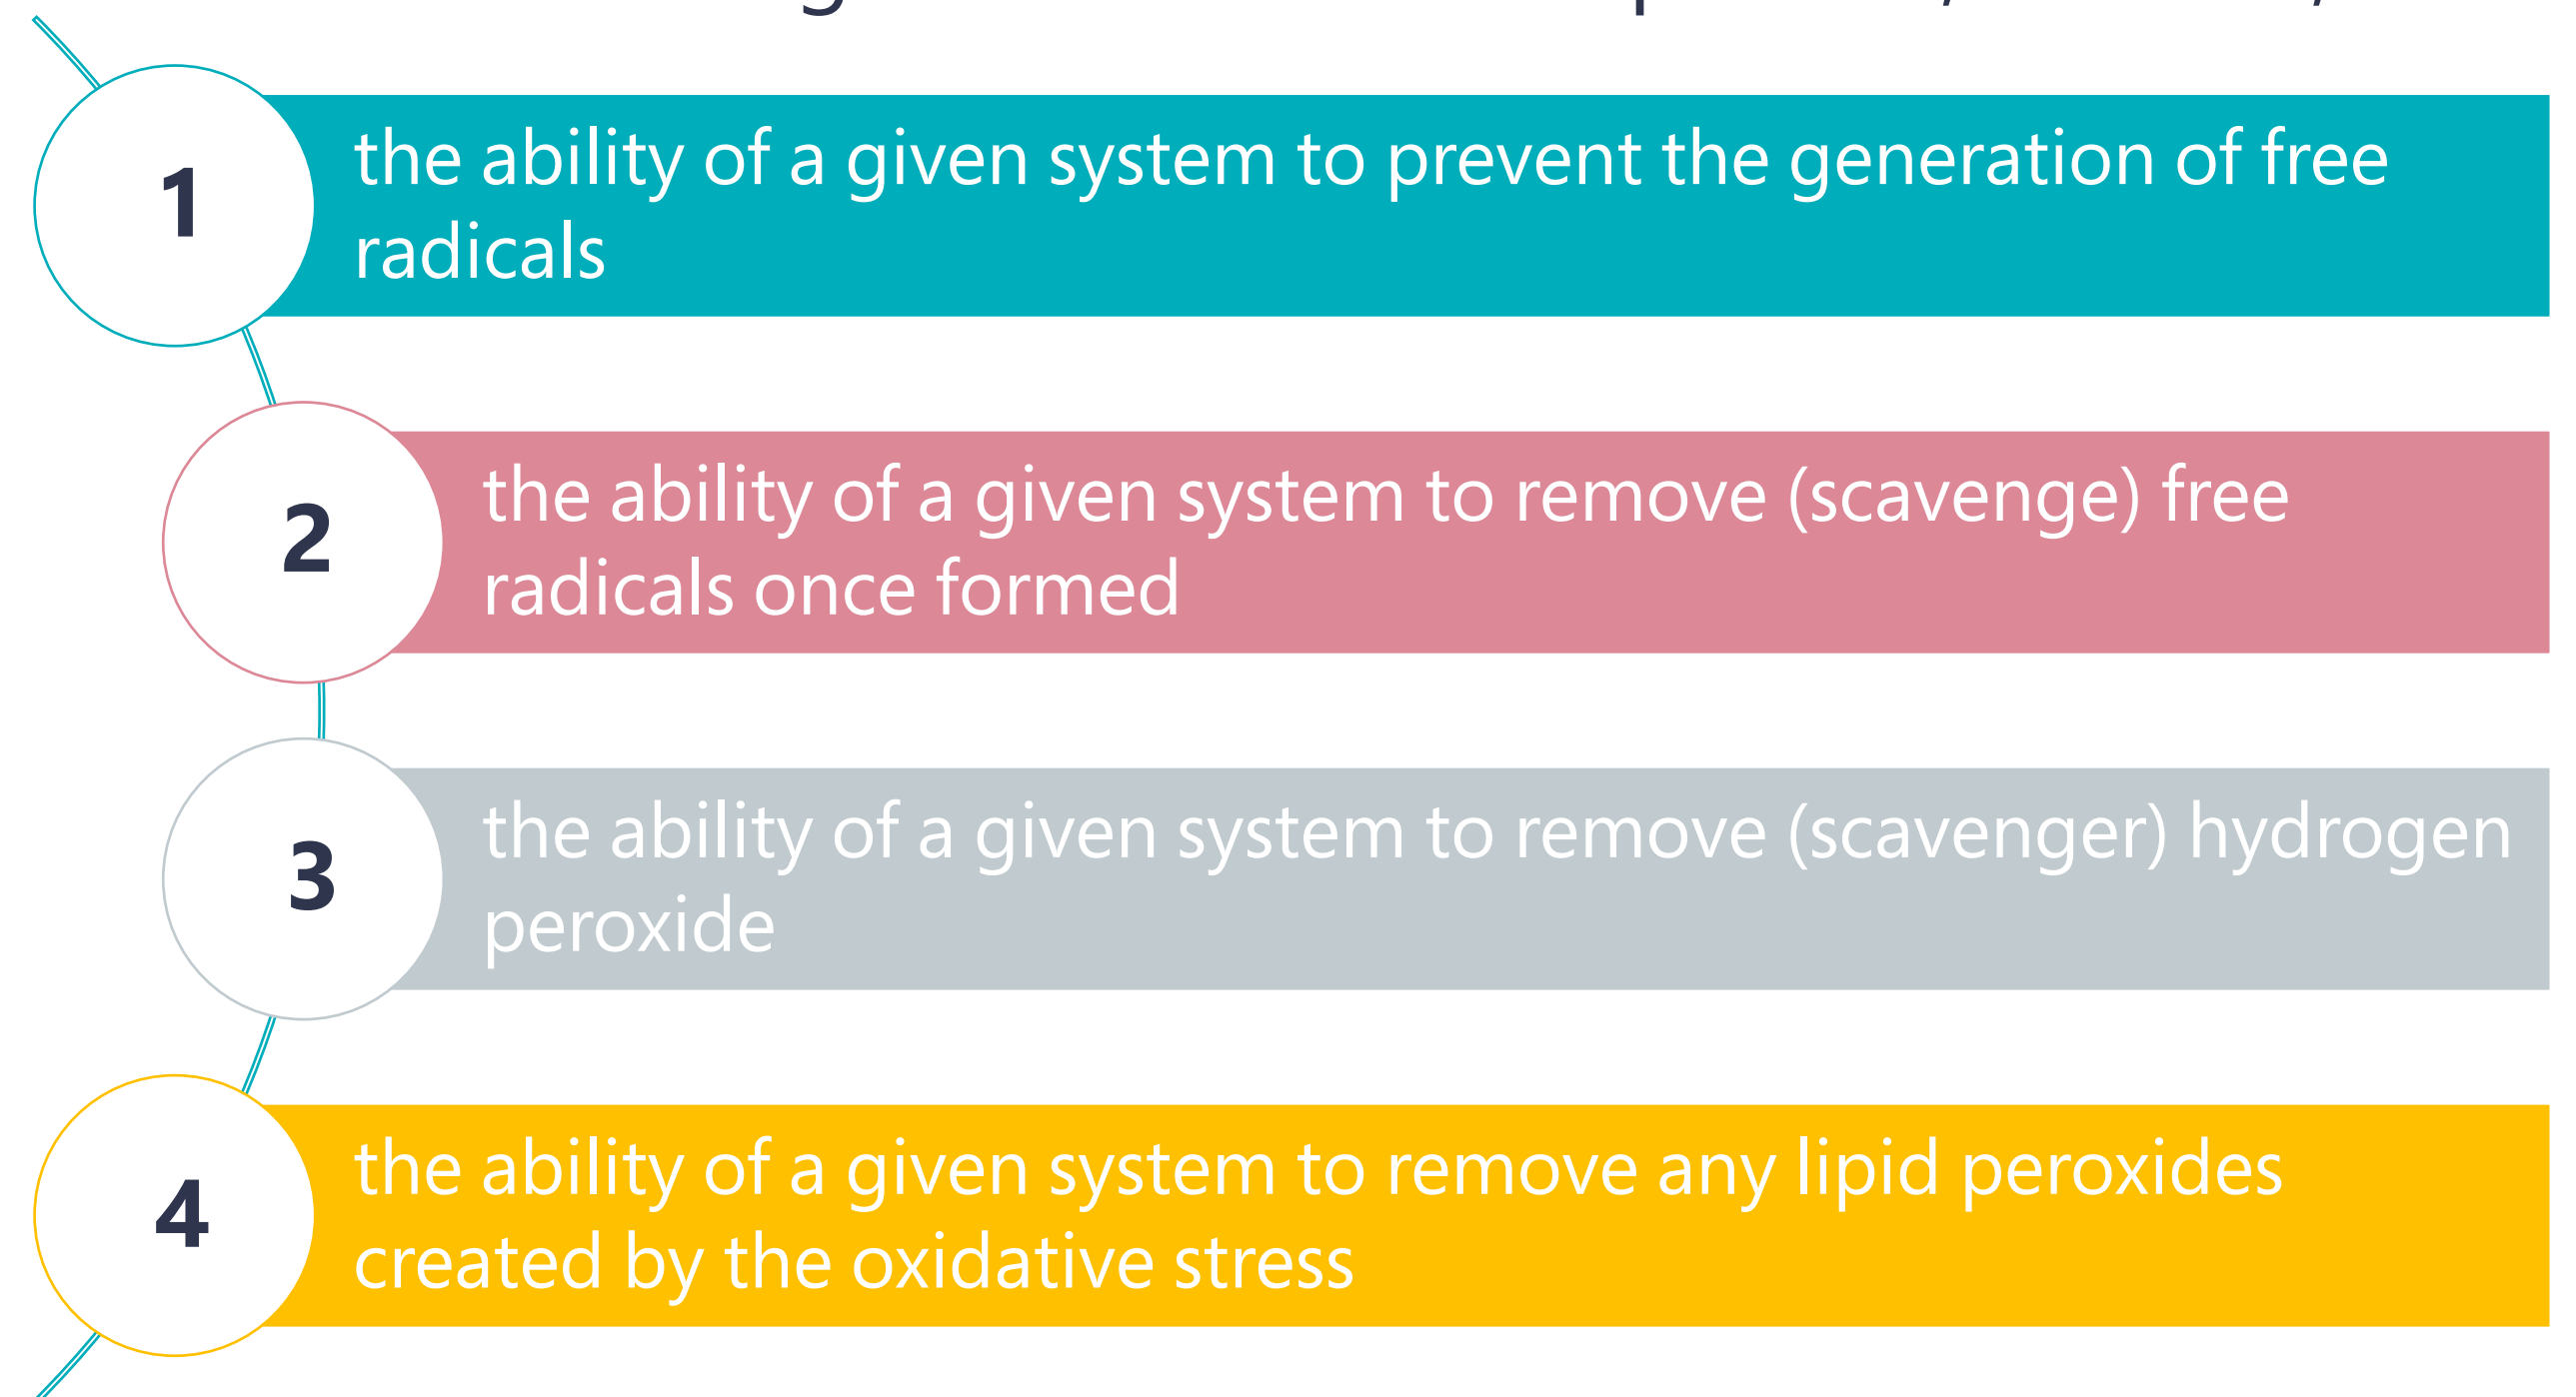 1
the ability of a given system to prevent the generation of free
radicals
2
the ability of a given system to remove (scavenge) free
radicals once formed
3
the ability of a given system to remove (scavenger) hydrogen
peroxide
4
the ability of a given system to remove any lipid peroxides
created by the oxidative stress